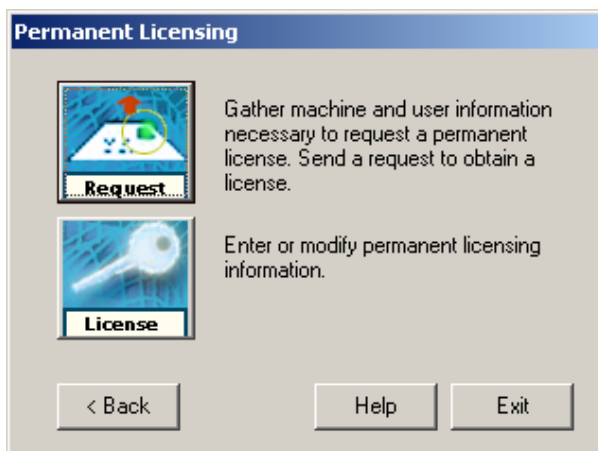 Permanent Licensing
Request
Gather machine and user information
necessary to request a permanent
license. Send a request to obtain a
license.
License
Enter or modify permanent licensing
information.
< Back
Help
Exit